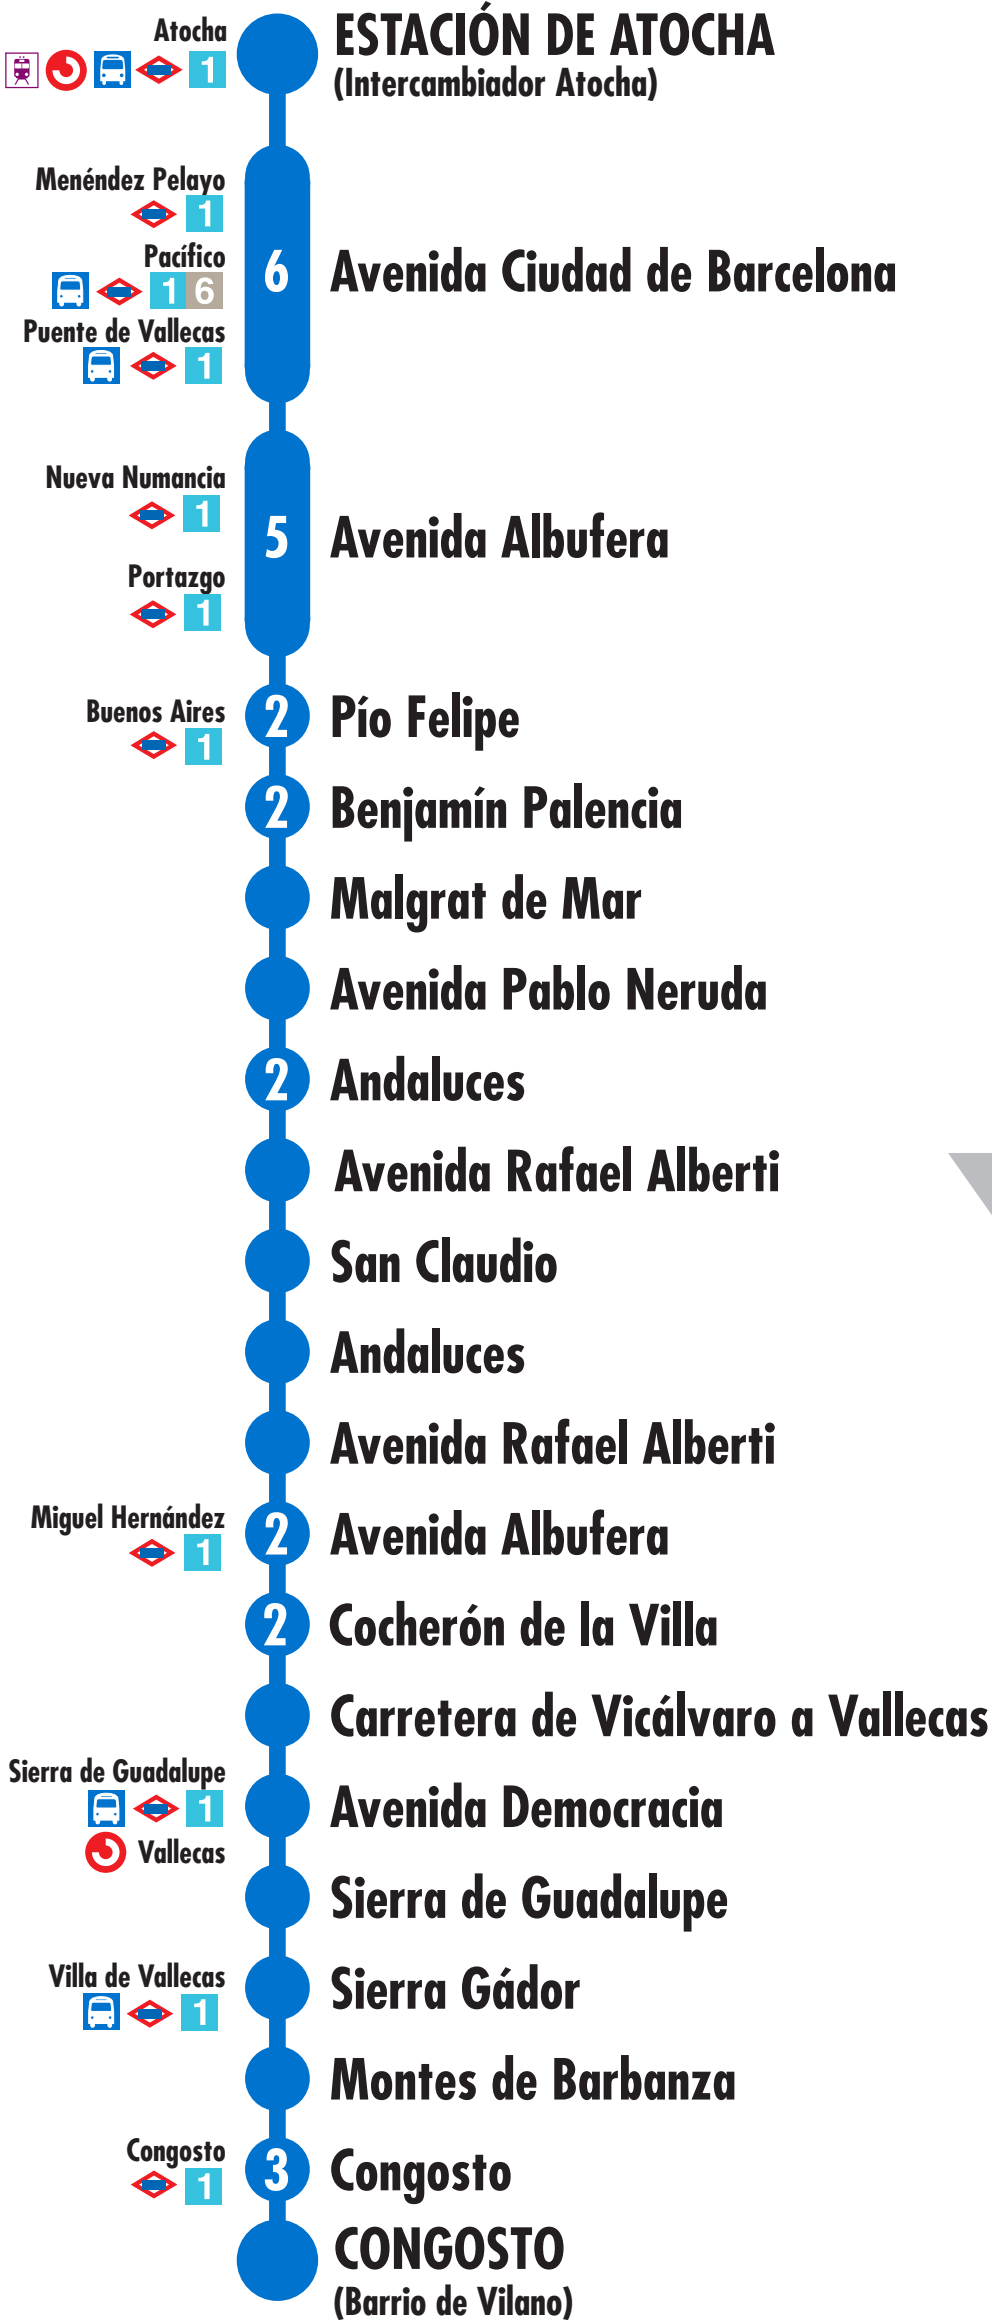 Atocha
1
ESTACIÓN DE ATOCHA
(Intercambiador Atocha)
Menéndez Pelayo
1
Pacífico
1 6
Puente de Vallecas
1
6
Avenida Ciudad de Barcelona
Nueva Numancia
1
Portazgo
1
5
Avenida Albufera
Buenos Aires
1
2
Pío Felipe
2
Benjamín Palencia
Malgrat de Mar
Avenida Pablo Neruda
2
Andaluces
Avenida Rafael Alberti
San Claudio
Andaluces
Avenida Rafael Alberti
Miguel Hernández
1
2
Avenida Albufera
2
Cocherón de la Villa
Carretera de Vicálvaro a Vallecas
Sierra de Guadalupe
1
Vallecas
Avenida Democracia
Sierra de Guadalupe
Villa de Vallecas
1
Sierra Gádor
Montes de Barbanza
Congosto
1
3
Congosto
CONGOSTO
(Barrio de Vilano)